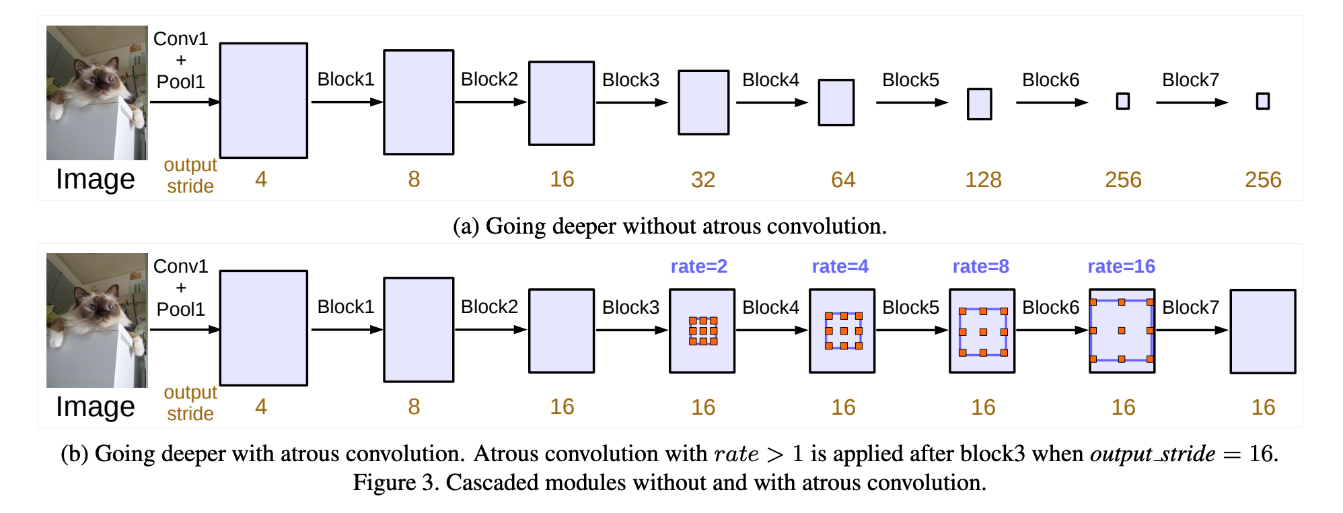 Conv1
+
Pool1
Block1 Block2 Block3 Block4 Block5 Block6 Block7
Image
output
stride
4 8 16 32 64 128 256 256
(a) Going deeper without atrous convolution.
rate=2 rate=4 rate=8 rate=16
Conv1
+
Pool1
Block1 Block2 Block3 Block4 Block5 Block6 Block7
Image
output
stride
4 8 16 16 16 16 16 16
(b) Going deeper with atrous convolution. Atrous convolution with rate > 1 is applied after block3 when output_stride = 16.
Figure 3. Cascaded modules without and with atrous convolution.